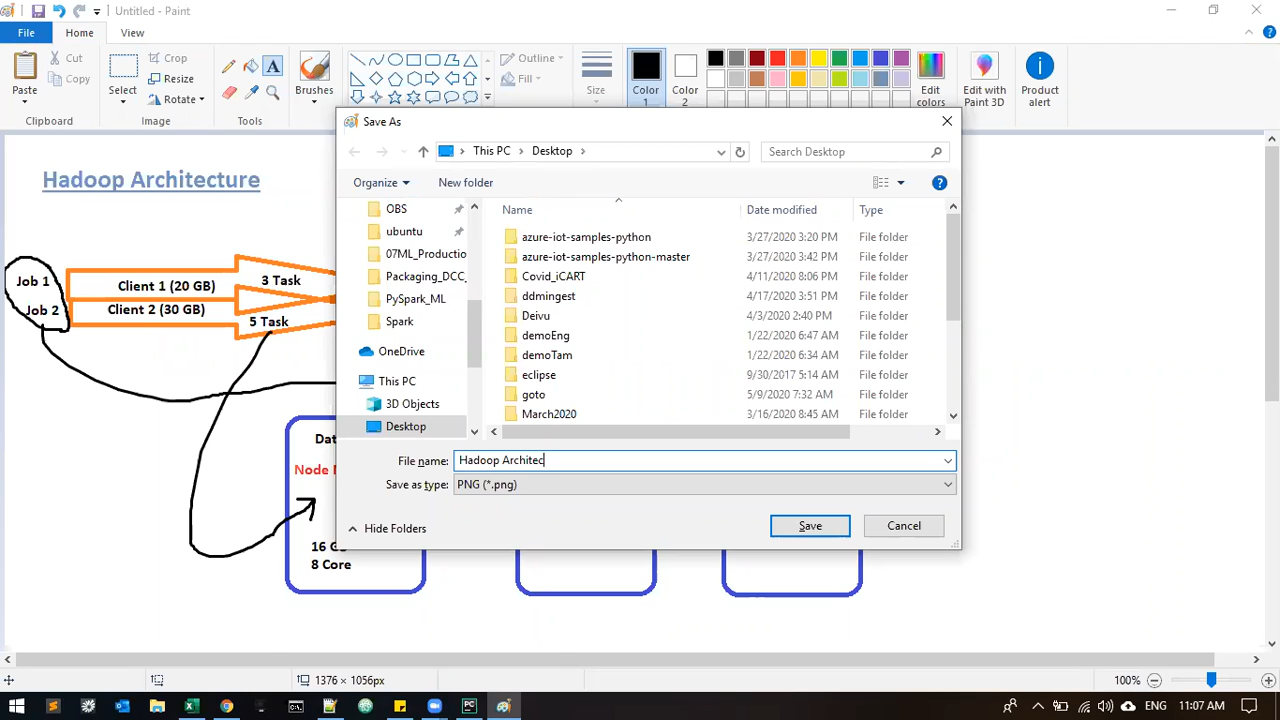 Untitled - Paint
File Home View
Cut
Copy
Paste
Clipboard
Select
Crop
Resize
Rotate
Image
Tools
Brushes
Outline
Fill
Shapes
Size
Color 1
Color 2
Edit colors
Edit with Paint 3D
Product alert
Save As
This PC > Desktop >
Search Desktop
Organize
New folder
Name Date modified Type
OBS
ubuntu
07ML_Productio
Packaging_DCC_
PySpark_ML
Spark
OneDrive
This PC
3D Objects
Desktop
azure-iot-samples-python 3/27/2020 3:20 PM File folder
azure-iot-samples-python-master 3/27/2020 3:42 PM File folder
Covid_iCART 4/11/2020 8:06 PM File folder
ddmingest 4/17/2020 3:51 PM File folder
Deivu 4/3/2020 2:40 PM File folder
demoEng 1/22/2020 6:47 AM File folder
demoTam 1/22/2020 6:34 AM File folder
eclipse 9/30/2017 5:14 AM File folder
goto 5/9/2020 7:32 AM File folder
March2020 3/16/2020 8:45 AM File folder
File name: Hadoop Architec
Save as type: PNG (*.png)
Hide Folders
Save
Cancel
Hadoop Architecture
Job 1
Client 1 (20 GB)
3 Task
Job 2
Client 2 (30 GB)
5 Task
Dat
Node
16 G
8 Core
1376 × 1056px
100%
ENG
11:07 AM